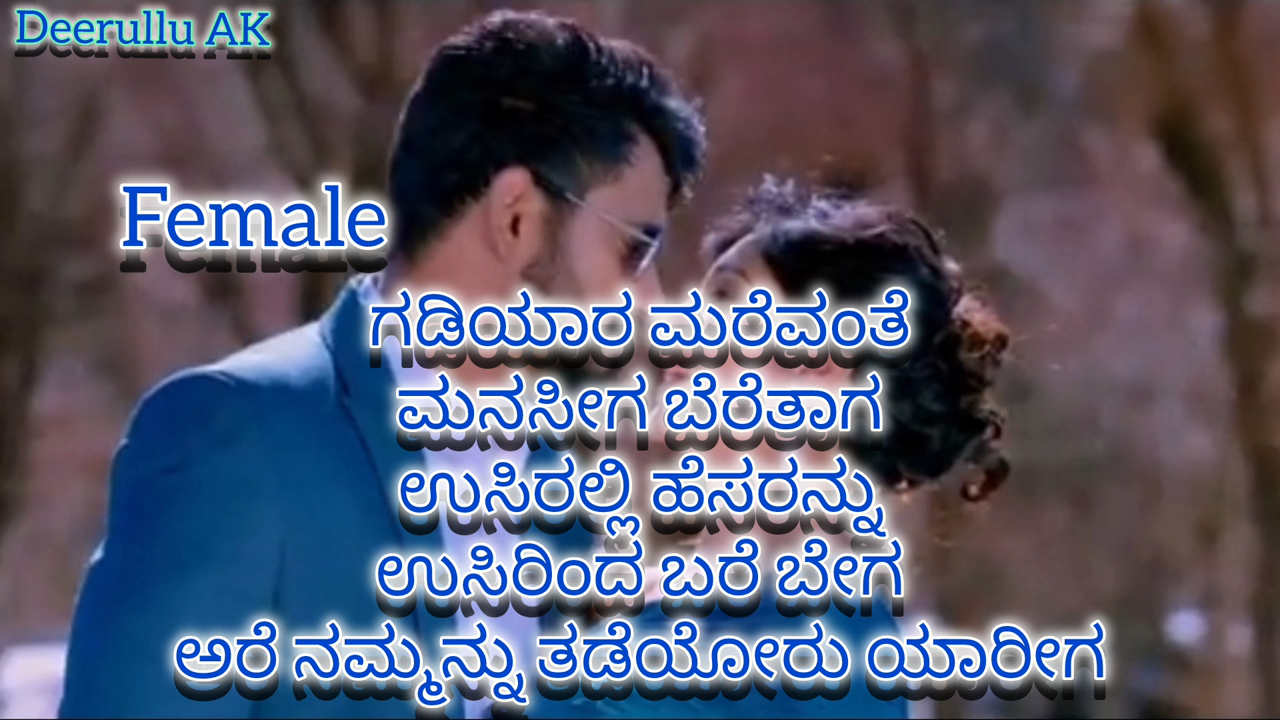 Deerullu AK
Female
ಗಡಿಯಾರ ಮರೆವಂತೆ
ಮನಸೀಗ ಬೆರೆತಾಗ
ಉಸಿರಲ್ಲಿ ಹೆಸರನ್ನು
ಉಸಿರಿಂದ ಬರೆ ಬೇಗ
ಅರೆ ನಮ್ಮನ್ನು ತಡೆಯೋರು ಯಾರೀಗ